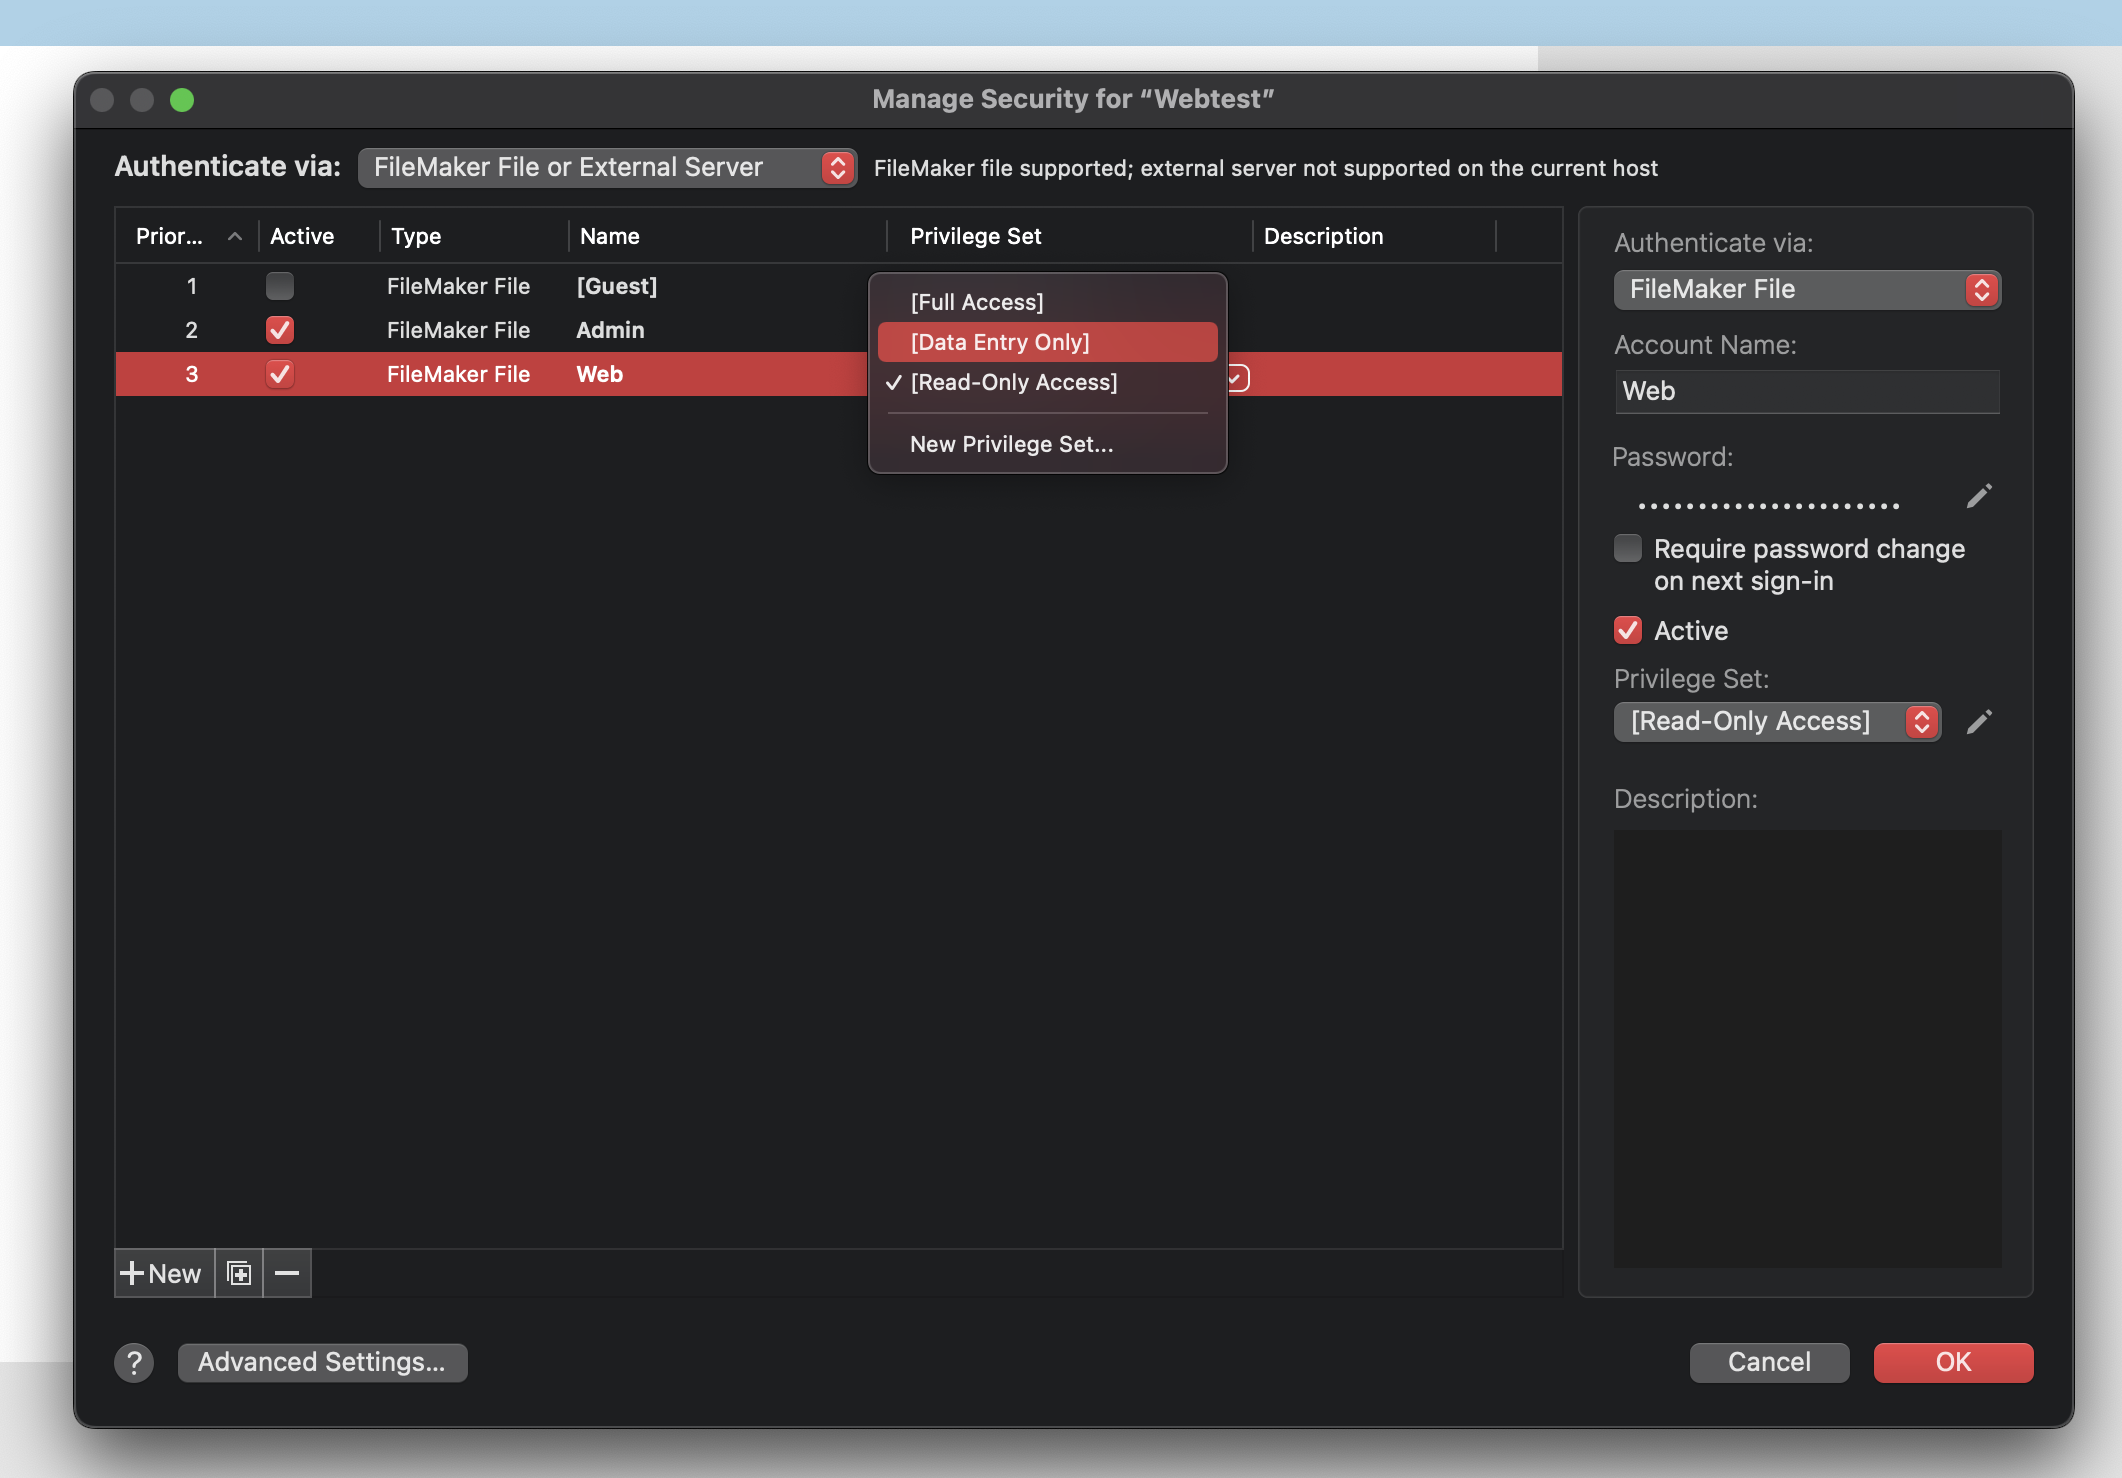 Manage Security for “Webtest”
Authenticate via: FileMaker File or External Server FileMaker file supported; external server not supported on the current host
Prior... Active Type Name Privilege Set Description
1 FileMaker File [Guest]
2 FileMaker File Admin
3 FileMaker File Web
[Full Access]
[Data Entry Only]
[Read-Only Access]
New Privilege Set...
Authenticate via:
FileMaker File
Account Name:
Web
Password:
Require password change
on next sign-in
Active
Privilege Set:
[Read-Only Access]
Description:
New
? Advanced Settings... Cancel OK